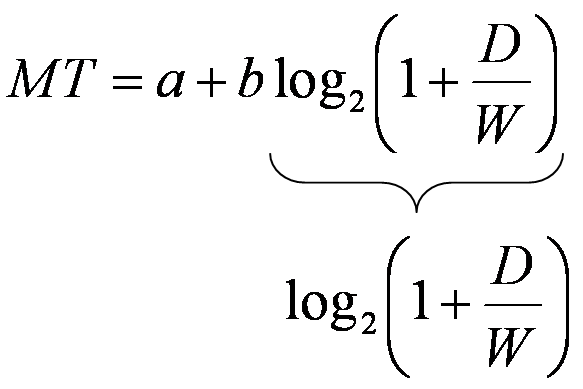 MT = a + b log₂(1 + D/W)
log₂(1 + D/W)